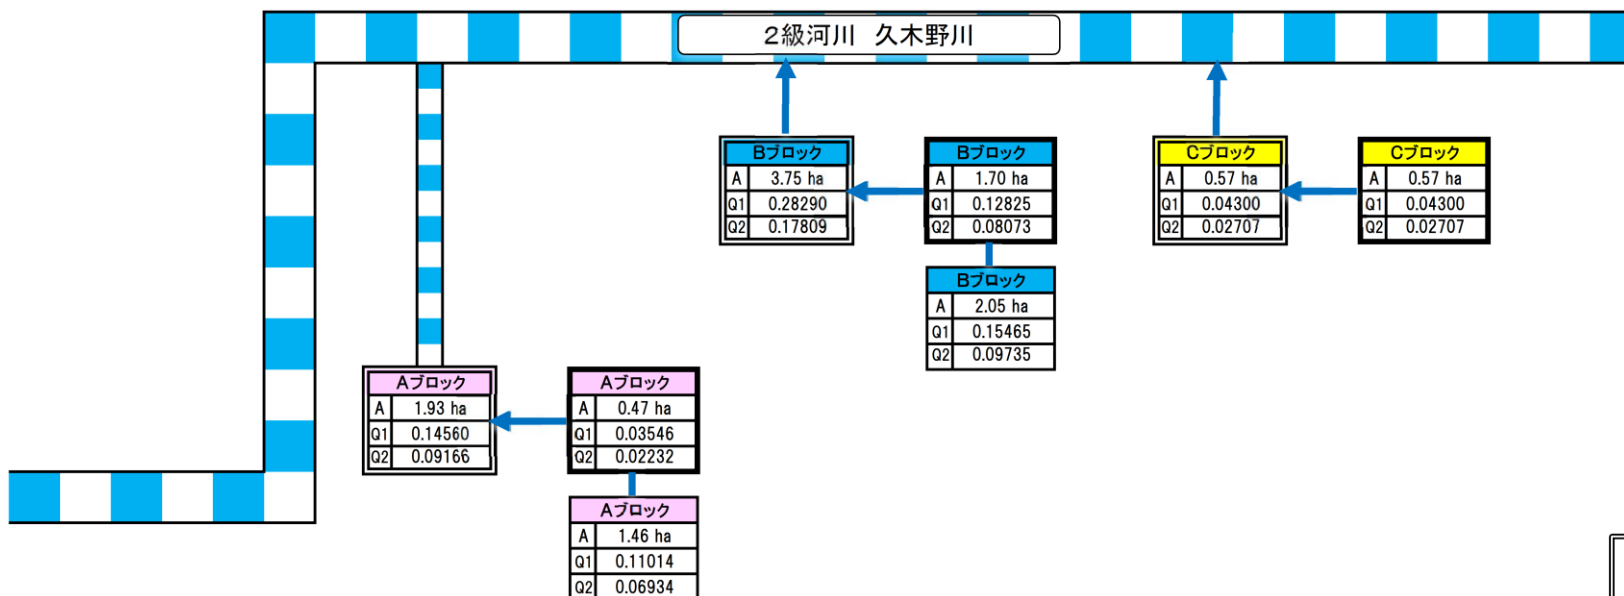 2級河川 久木野川
Bブロック
A 3.75 ha
Q1 0.28290
Q2 0.17809
Bブロック
A 1.70 ha
Q1 0.12825
Q2 0.08073
Cブロック
A 0.57 ha
Q1 0.04300
Q2 0.02707
Cブロック
A 0.57 ha
Q1 0.04300
Q2 0.02707
Bブロック
A 2.05 ha
Q1 0.15465
Q2 0.09735
Aブロック
A 1.93 ha
Q1 0.14560
Q2 0.09166
Aブロック
A 0.47 ha
Q1 0.03546
Q2 0.02232
Aブロック
A 1.46 ha
Q1 0.11014
Q2 0.06934